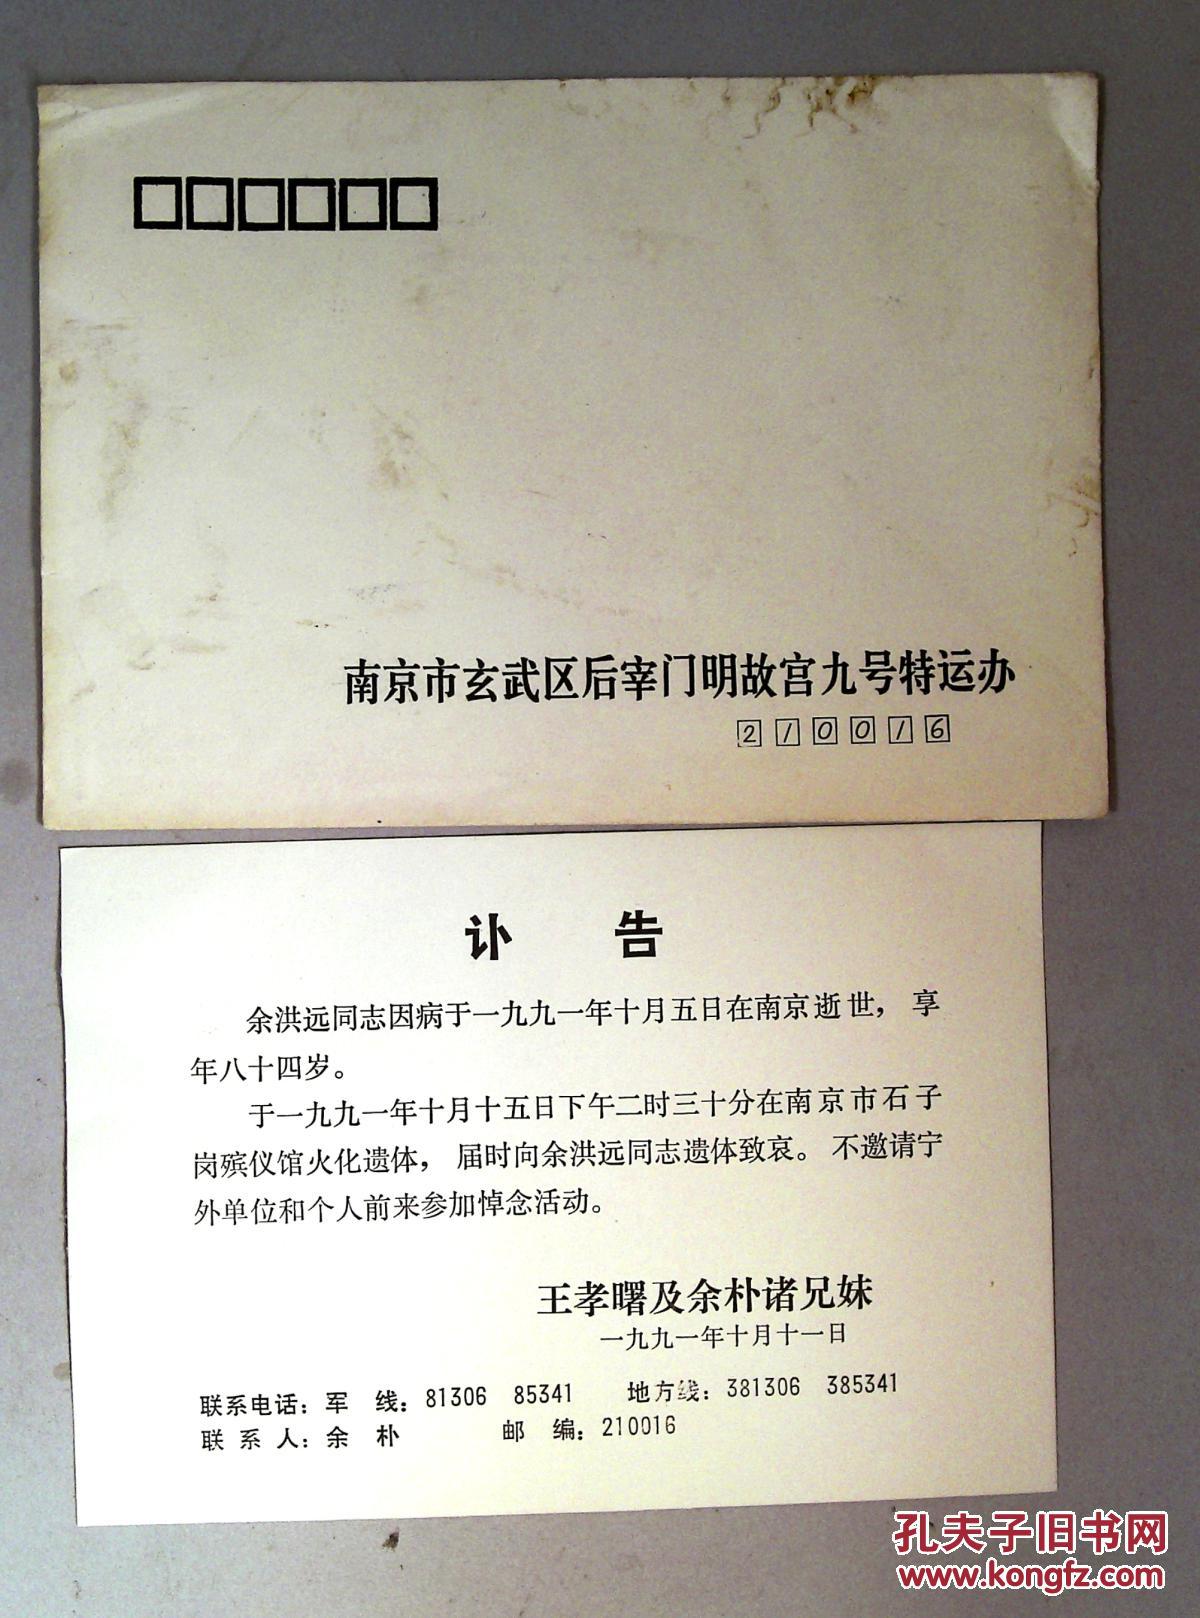 南京市玄武区后宰门明故宫九号特运办
210016
讣 告
余洪远同志因病于一九九一年十月五日在南京逝世，享
年八十四岁。
于一九九一年十月十五日下午二时三十分在南京市石子
岗殡仪馆火化遗体，届时向余洪远同志遗体致哀。不邀请宁
外单位和个人前来参加悼念活动。
王孝曙及余朴诸兄妹
一九九一年十月十一日
联系电话：军 线：81306 85341 地方线：381306 385341
联 系 人：余 朴 邮 编：210016
孔夫子旧书网
www.kongfz.com